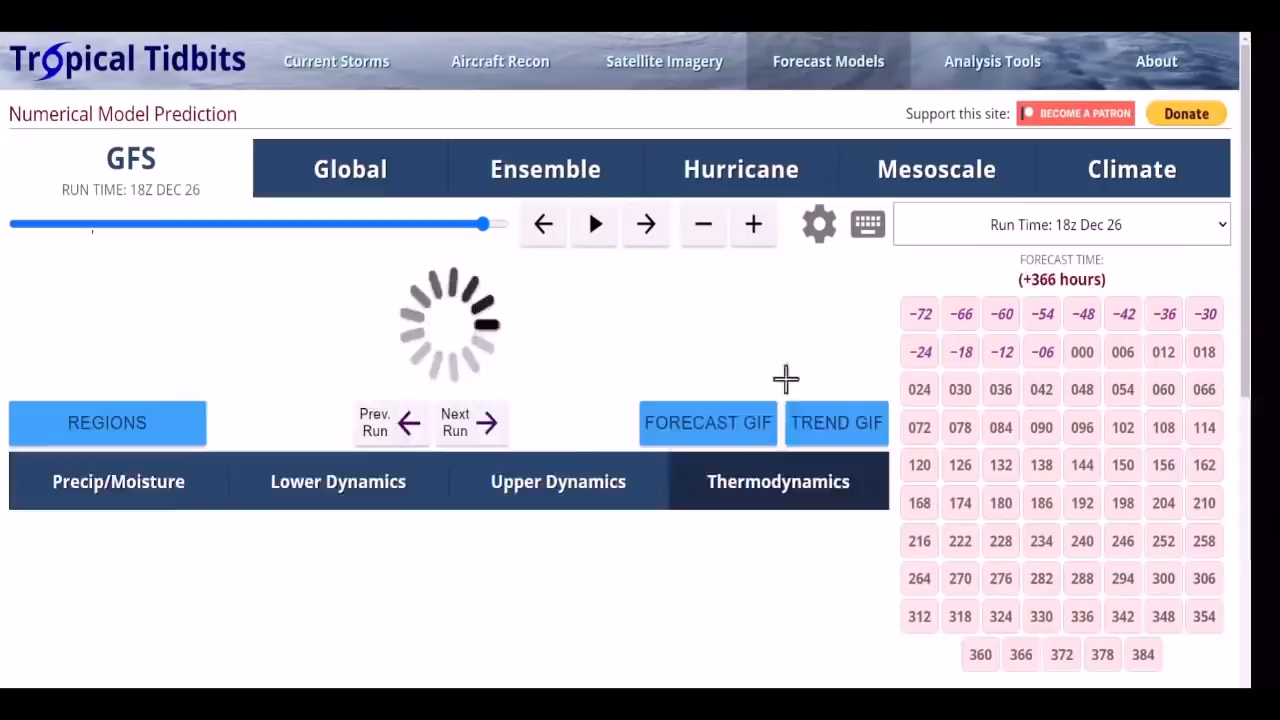 Tropical Tidbits
Current Storms Aircraft Recon Satellite Imagery Forecast Models Analysis Tools About
Numerical Model Prediction
Support this site: BECOME A PATRON Donate
GFS
RUN TIME: 18Z DEC 26
Global Ensemble Hurricane Mesoscale Climate
Run Time: 18z Dec 26
FORECAST TIME:
(+366 hours)
−72 −66 −60 −54 −48 −42 −36 −30
−24 −18 −12 −06 000 006 012 018
024 030 036 042 048 054 060 066
072 078 084 090 096 102 108 114
120 126 132 138 144 150 156 162
168 174 180 186 192 198 204 210
216 222 228 234 240 246 252 258
264 270 276 282 288 294 300 306
312 318 324 330 336 342 348 354
360 366 372 378 384
REGIONS
Prev. Run
Next Run
FORECAST GIF TREND GIF
Precip/Moisture Lower Dynamics Upper Dynamics Thermodynamics